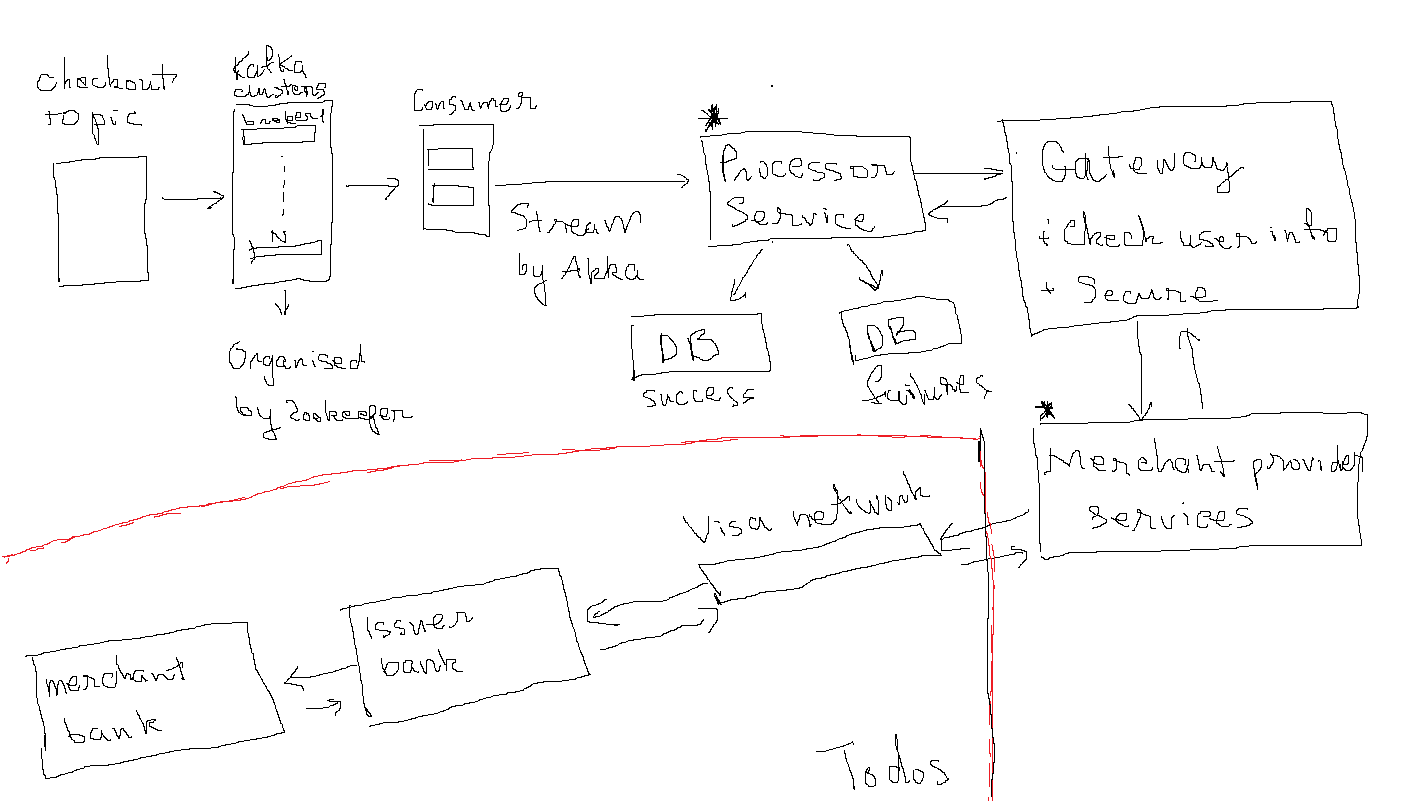 checkout
topic
Kafka
clusters
broker1
N
Organised
by Zookeefer
Consumer
Stream
by Akka
*
Processor
Service
DB
success
DB
failures
Gateway
+ Check user info
+ Secure
*
Merchant provider
services
Visa network
issuer
bank
merchant
bank
Todos